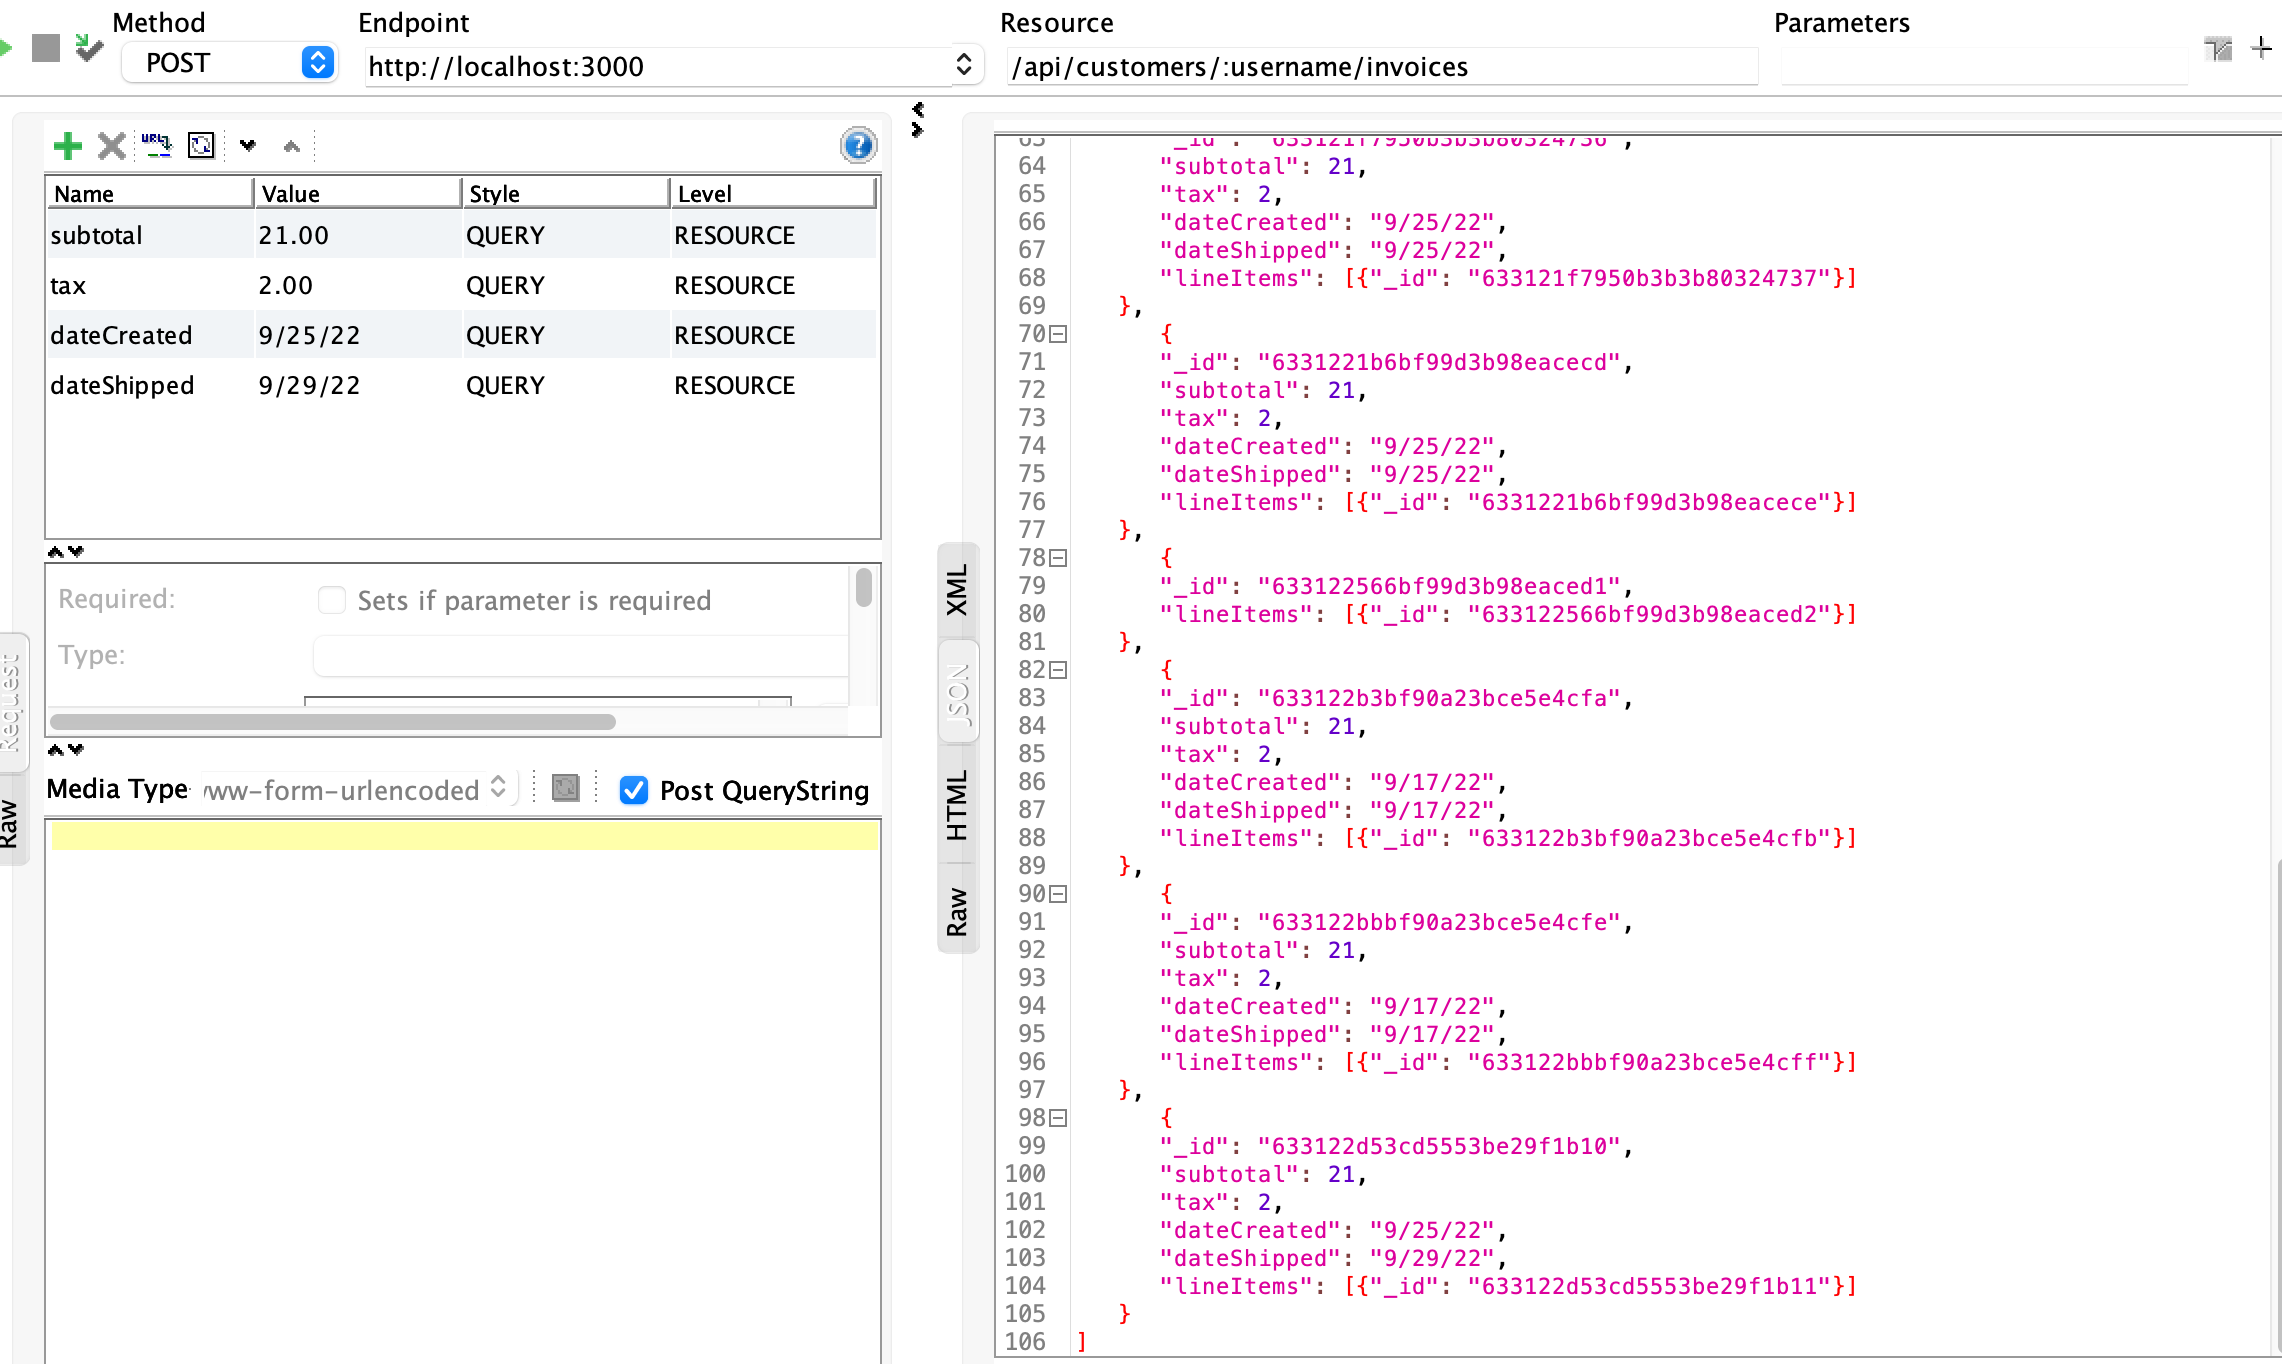 Method
Endpoint
Resource
Parameters
POST
http://localhost:3000
/api/customers/:username/invoices
Name Value Style Level
subtotal 21.00 QUERY RESOURCE
tax 2.00 QUERY RESOURCE
dateCreated 9/25/22 QUERY RESOURCE
dateShipped 9/29/22 QUERY RESOURCE
Required: Sets if parameter is required
Type:
Request
Raw
Media Type ww-form-urlencoded Post QueryString
XML
JSON
HTML
Raw
63 "_id": "633121f7950b3b3b80324736",
64 "subtotal": 21,
65 "tax": 2,
66 "dateCreated": "9/25/22",
67 "dateShipped": "9/25/22",
68 "lineItems": [{"_id": "633121f7950b3b3b80324737"}]
69 },
70 {
71 "_id": "6331221b6bf99d3b98eacecd",
72 "subtotal": 21,
73 "tax": 2,
74 "dateCreated": "9/25/22",
75 "dateShipped": "9/25/22",
76 "lineItems": [{"_id": "6331221b6bf99d3b98eacece"}]
77 },
78 {
79 "_id": "633122566bf99d3b98eaced1",
80 "lineItems": [{"_id": "633122566bf99d3b98eaced2"}]
81 },
82 {
83 "_id": "633122b3bf90a23bce5e4cfa",
84 "subtotal": 21,
85 "tax": 2,
86 "dateCreated": "9/17/22",
87 "dateShipped": "9/17/22",
88 "lineItems": [{"_id": "633122b3bf90a23bce5e4cfb"}]
89 },
90 {
91 "_id": "633122bbbf90a23bce5e4cfe",
92 "subtotal": 21,
93 "tax": 2,
94 "dateCreated": "9/17/22",
95 "dateShipped": "9/17/22",
96 "lineItems": [{"_id": "633122bbbf90a23bce5e4cff"}]
97 },
98 {
99 "_id": "633122d53cd5553be29f1b10",
100 "subtotal": 21,
101 "tax": 2,
102 "dateCreated": "9/25/22",
103 "dateShipped": "9/29/22",
104 "lineItems": [{"_id": "633122d53cd5553be29f1b11"}]
105 }
106 ]